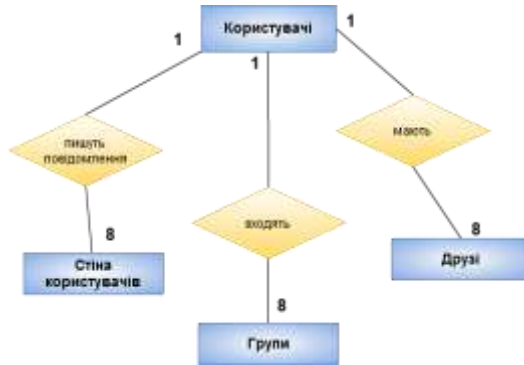 Користувачі
1
1
1
пишуть
повідомлення
мають
входять
8
8
8
Стіна
користувачів
Друзі
Групи